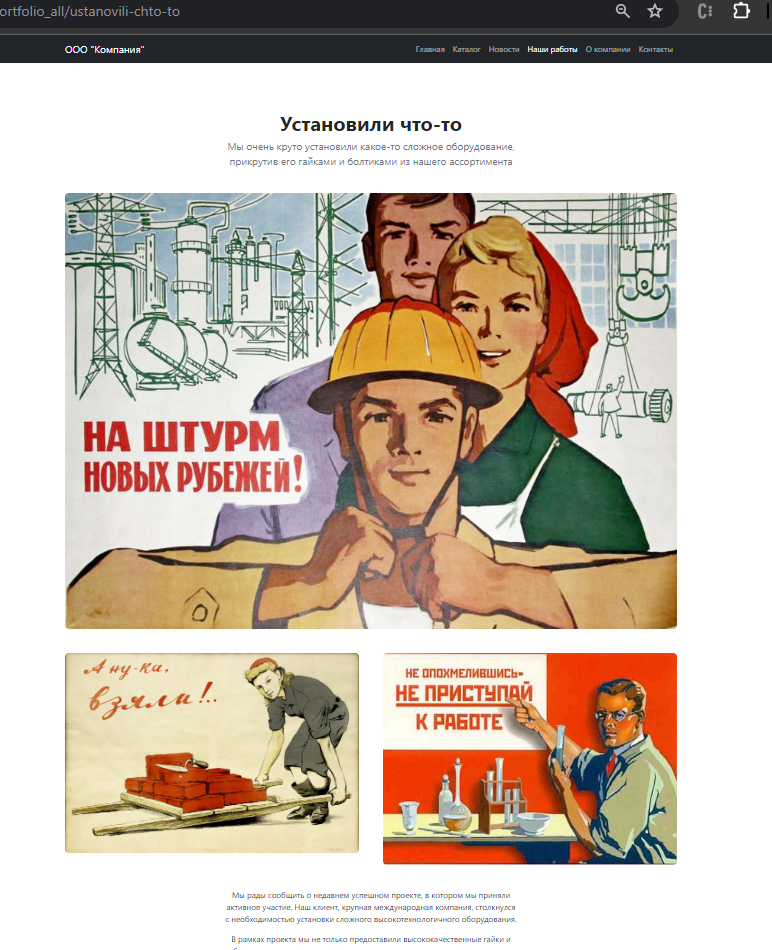 ortfolio_all/ustanovili-chto-to
ООО "Компания"
Главная Каталог Новости Наши работы О компании Контакты
Установили что-то
Мы очень круто установили какое-то сложное оборудование,
прикрутив его гайками и болтиками из нашего ассортимента
НА ШТУРМ
НОВЫХ РУБЕЖЕЙ!
А ну-ка,
взяли!..
НЕ ОПОХМЕЛИВШИСЬ-
НЕ ПРИСТУПАЙ
К РАБОТЕ
Мы рады сообщить о недавнем успешном проекте, в котором мы приняли
активное участие. Наш клиент, крупная международная компания, столкнулся
с необходимостью установки сложного высокотехнологичного оборудования.
В рамках проекта мы не только предоставили высококачественные гайки и